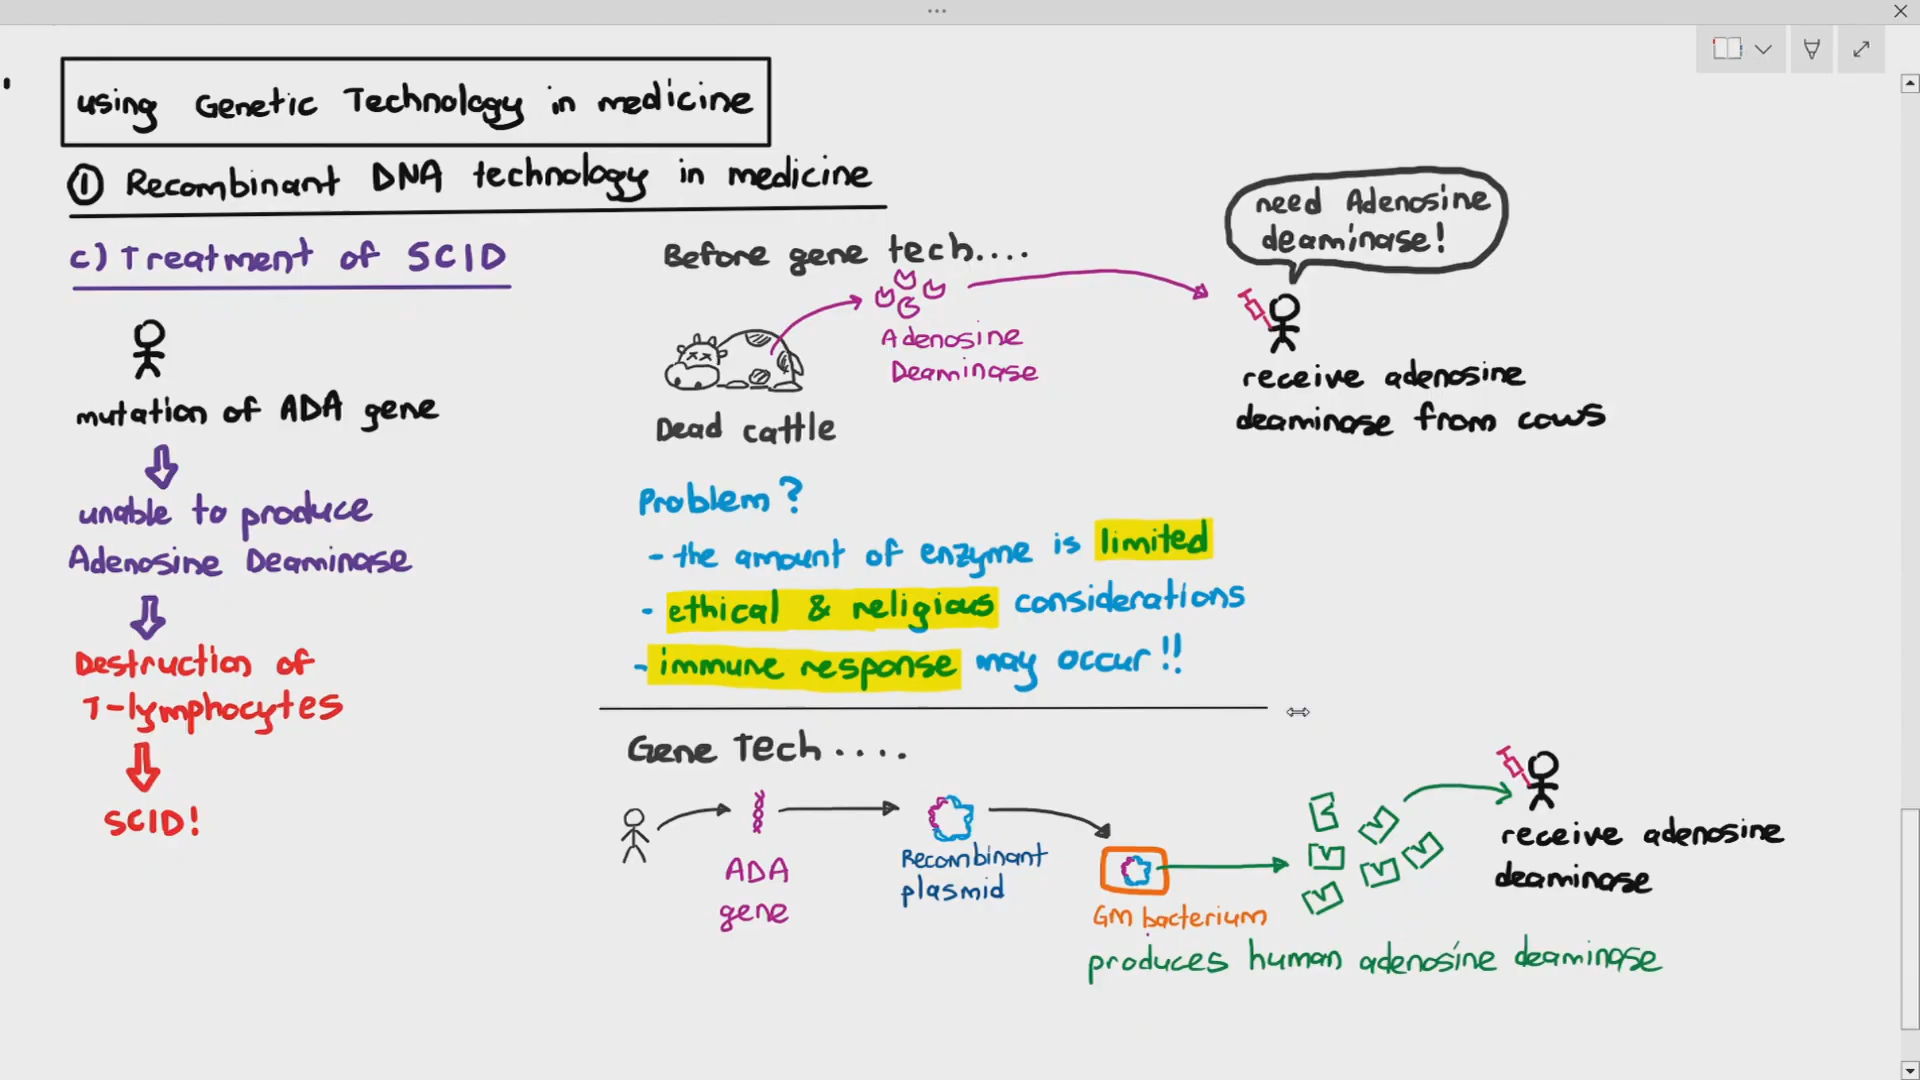 using Genetic Technology in medicine
① Recombinant DNA technology in medicine
c) Treatment of SCID
mutation of ADA gene
unable to produce
Adenosine Deaminase
Destruction of
T-lymphocytes
SCID!
Before gene tech....
Adenosine
Deaminase
Dead cattle
need Adenosine
deaminase!
receive adenosine
deaminase from cows
Problem?
- the amount of enzyme is limited
- ethical & religious considerations
- immune response may occur!!
Gene Tech....
ADA
gene
Recombinant
plasmid
GM bacterium
produces human adenosine deaminase
receive adenosine
deaminase